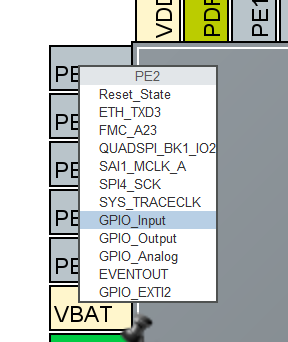 VDD
PDR
PE1
PE2
Reset_State
ETH_TXD3
FMC_A23
QUADSPI_BK1_IO2
SAI1_MCLK_A
SPI4_SCK
SYS_TRACECLK
GPIO_Input
GPIO_Output
GPIO_Analog
EVENTOUT
GPIO_EXTI2
PE
PE
PE
PE
PE
VBAT